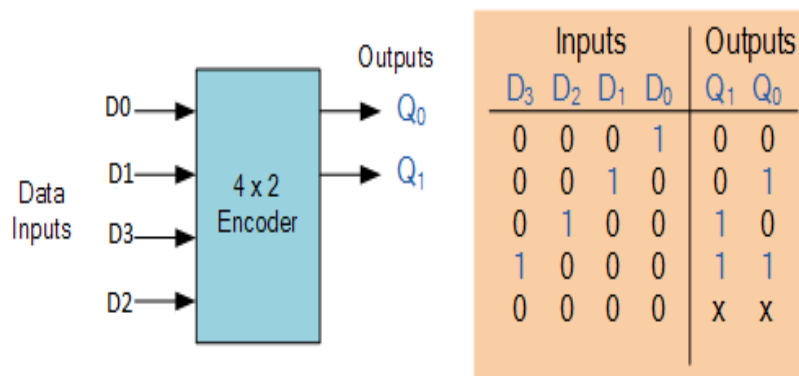 Outputs
D0
Q₀
D1
Q₁
Data
Inputs
4 x 2
Encoder
D3
D2
Inputs Outputs
D₃ D₂ D₁ D₀ Q₁ Q₀
0 0 0 1 0 0
0 0 1 0 0 1
0 1 0 0 1 0
1 0 0 0 1 1
0 0 0 0 x x